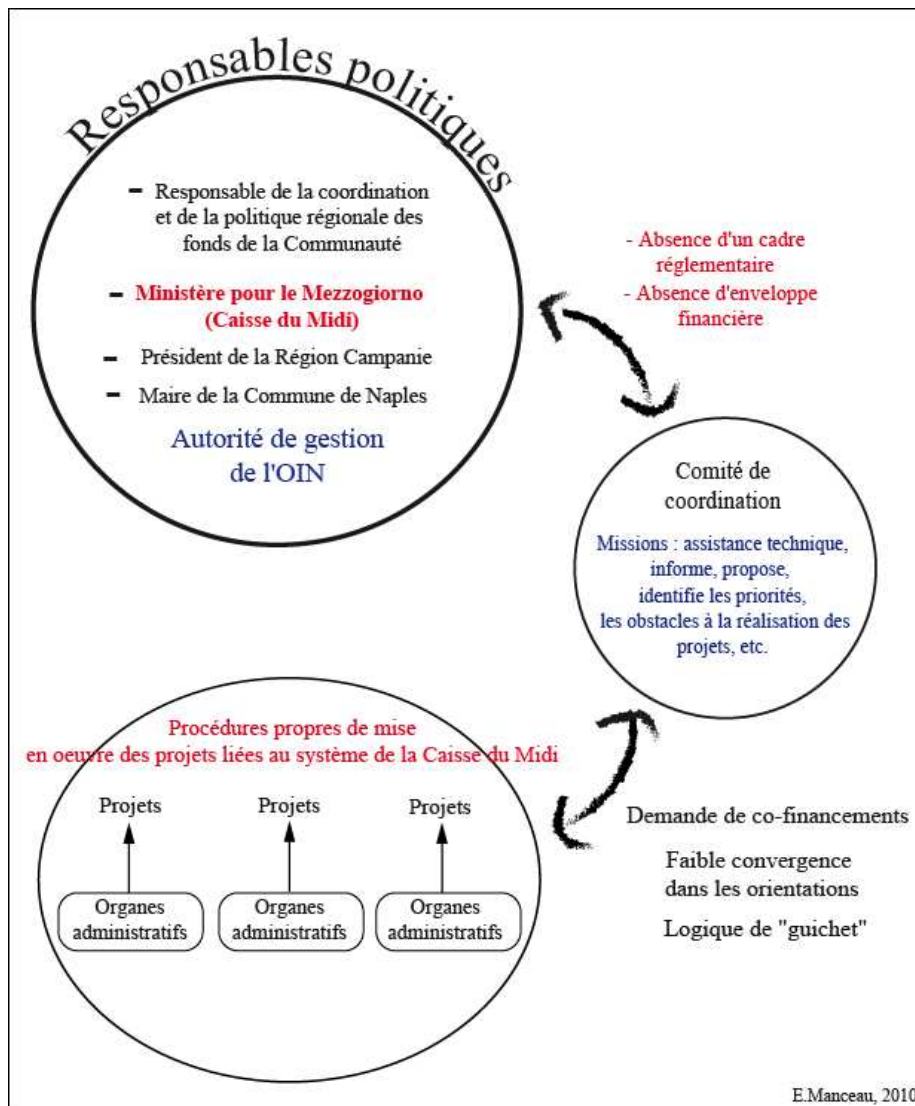 Responsables politiques
- Responsable de la coordination
et de la politique régionale des
fonds de la Communauté
- Ministère pour le Mezzogiorno
(Caisse du Midi)
- Président de la Région Campanie
- Maire de la Commune de Naples
Autorité de gestion
de l'OIN
- Absence d'un cadre
réglementaire
- Absence d'enveloppe
financière
Comité de
coordination
Missions : assistance technique,
informe, propose,
identifie les priorités,
les obstacles à la réalisation des
projets, etc.
Procédures propres de mise
en oeuvre des projets liées au système de la Caisse du Midi
Projets
Projets
Projets
Organes
administratifs
Organes
administratifs
Organes
administratifs
Demande de co-financements
Faible convergence
dans les orientations
Logique de "guichet"
E.Manceau, 2010